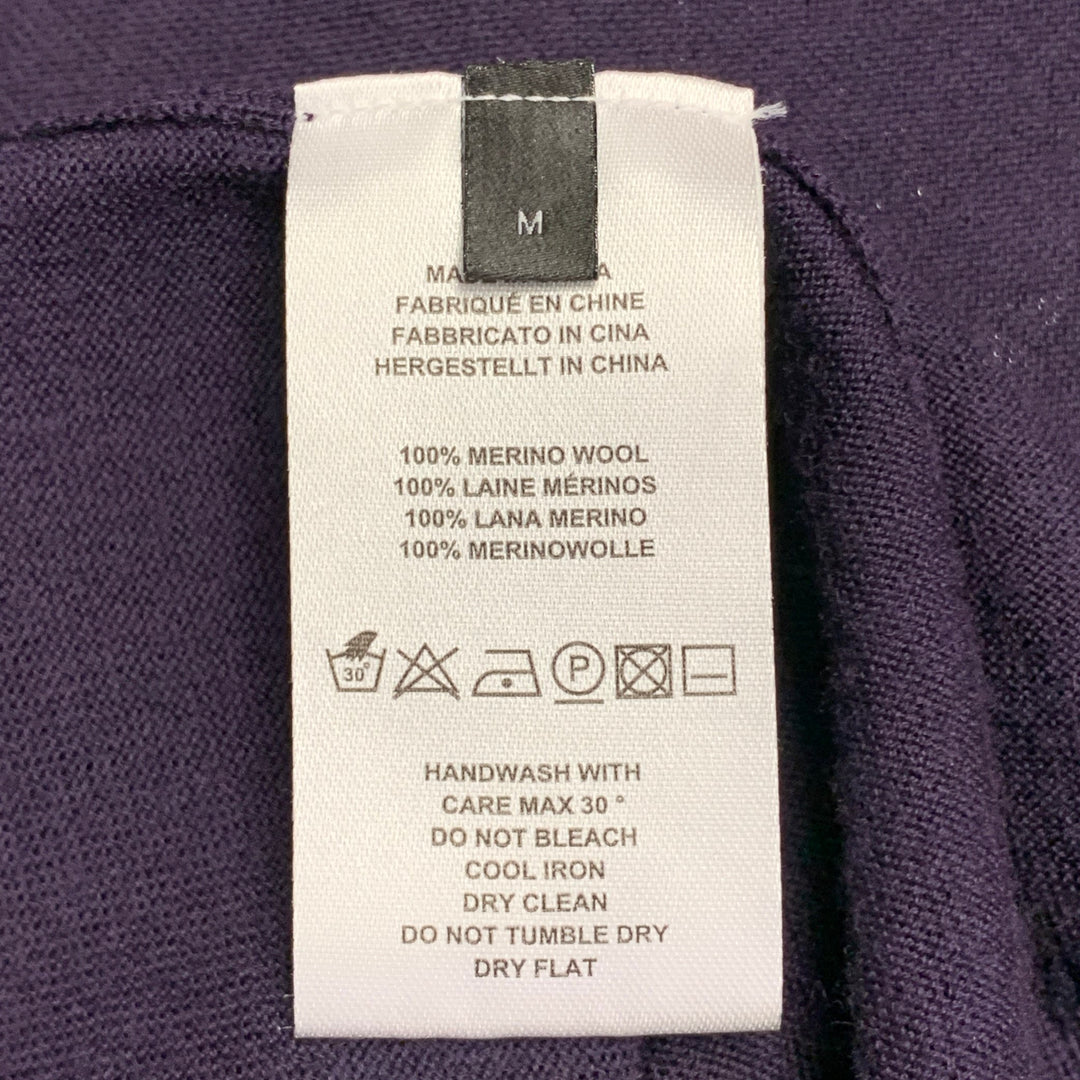 M
FABRIQUÉ EN CHINE
FABBRICATO IN CINA
HERGESTELLT IN CHINA
100% MERINO WOOL
100% LAINE MÉRINOS
100% LANA MERINO
100% MERINOWOLLE
30° P
HANDWASH WITH
CARE MAX 30 °
DO NOT BLEACH
COOL IRON
DRY CLEAN
DO NOT TUMBLE DRY
DRY FLAT